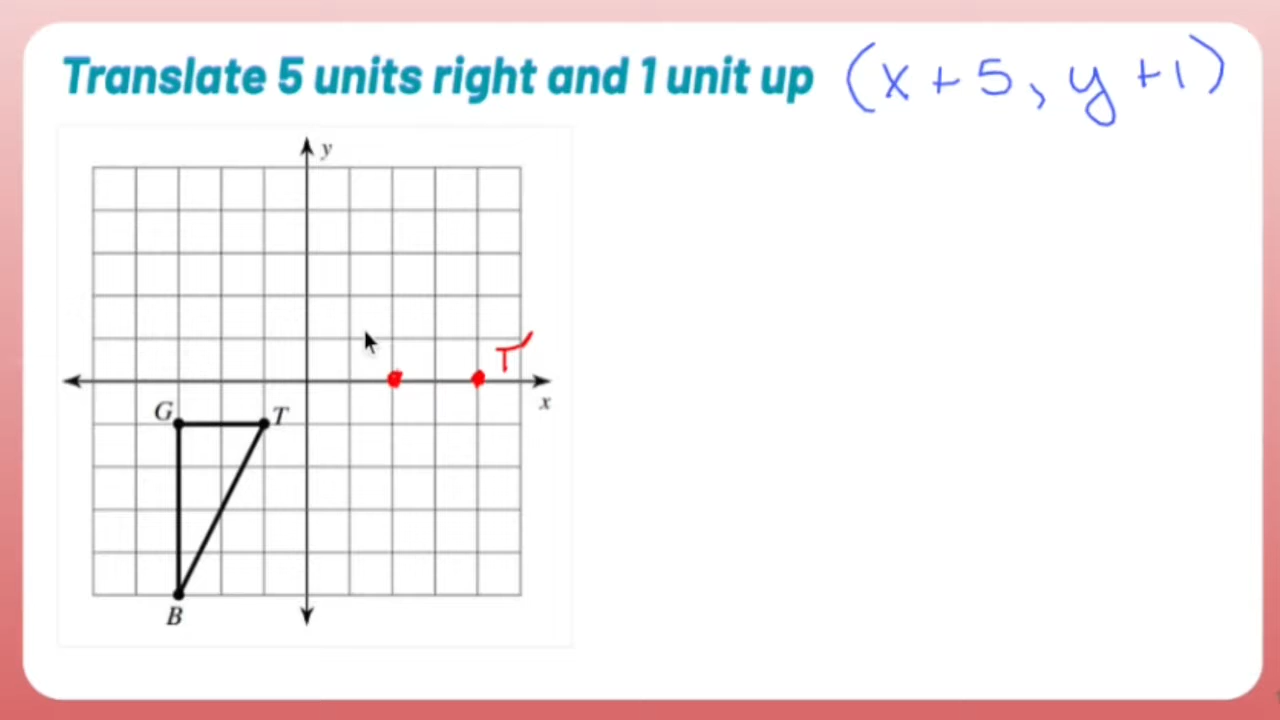 Translate 5 units right and 1 unit up (x + 5, y + 1)
y
T'
x
G T
B